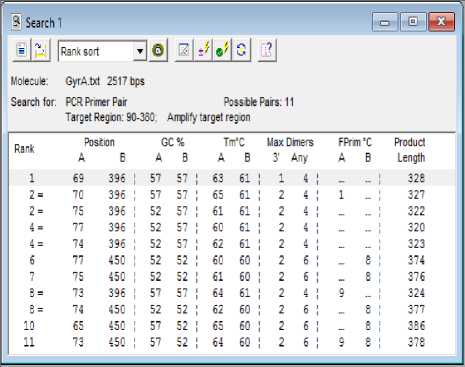 Search 1
Rank sort
Molecule: GyrA.txt 2517 bps
Search for: PCR Primer Pair Possible Pairs: 11
Target Region: 90-380; Amplify target region
Rank Position GC % Tm°C Max Dimers FPrim °C Product
A B A B A B 3' Any A B Length
1 69 396 57 57 63 61 1 4 -- -- 328
2 = 70 396 57 57 65 61 2 4 1 -- 327
2 = 75 396 52 57 61 61 2 4 -- -- 322
4 = 77 396 52 57 60 61 2 4 -- -- 320
4 = 74 396 52 57 62 61 2 4 -- -- 323
6 77 450 52 52 60 60 2 6 -- 8 374
7 75 450 52 52 61 60 2 6 -- 8 376
8 = 73 396 57 57 64 61 2 4 9 -- 324
8 = 74 450 52 52 62 60 2 6 -- 8 377
10 65 450 57 52 65 60 2 6 -- 8 386
11 73 450 57 52 64 60 2 6 9 8 378